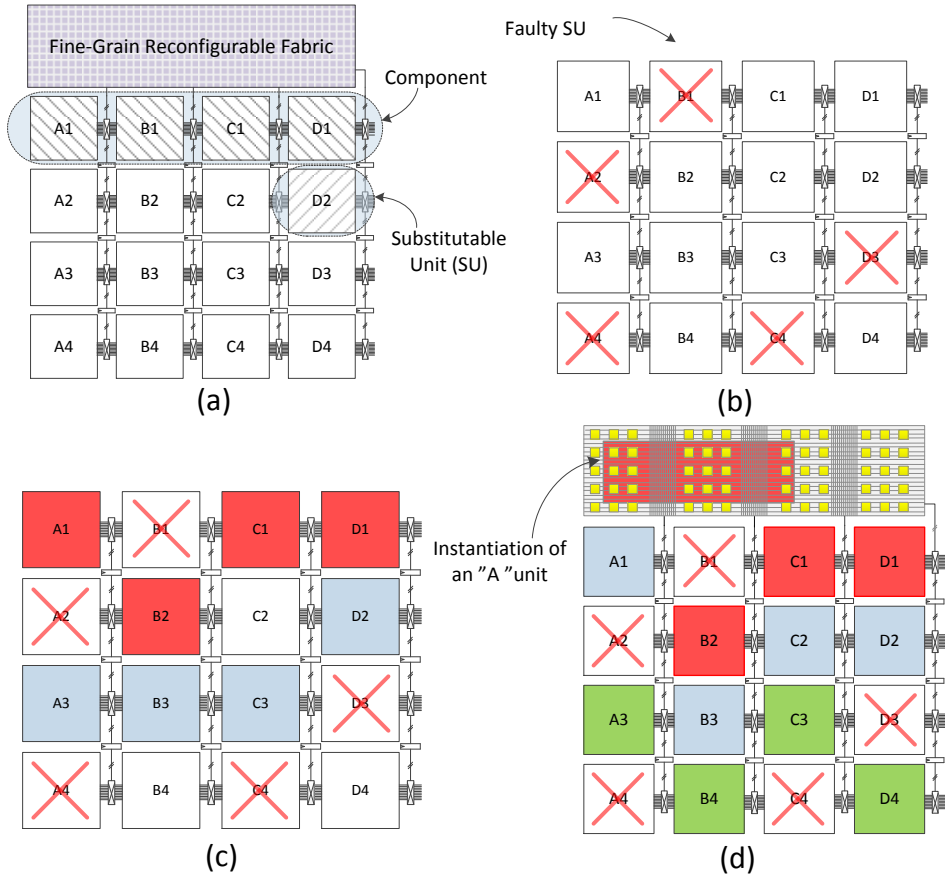 Fine-Grain Reconfigurable Fabric
Component
A1 B1 C1 D1
A2 B2 C2 D2
Substitutable
Unit (SU)
A3 B3 C3 D3
A4 B4 C4 D4
(a)
Faulty SU
A1 B1 C1 D1
A2 B2 C2 D2
A3 B3 C3 D3
A4 B4 C4 D4
(b)
A1 B1 C1 D1
A2 B2 C2 D2
A3 B3 C3 D3
A4 B4 C4 D4
(c)
Instantiation of
an ”A ”unit
A1 B1 C1 D1
A2 B2 C2 D2
A3 B3 C3 D3
A4 B4 C4 D4
(d)